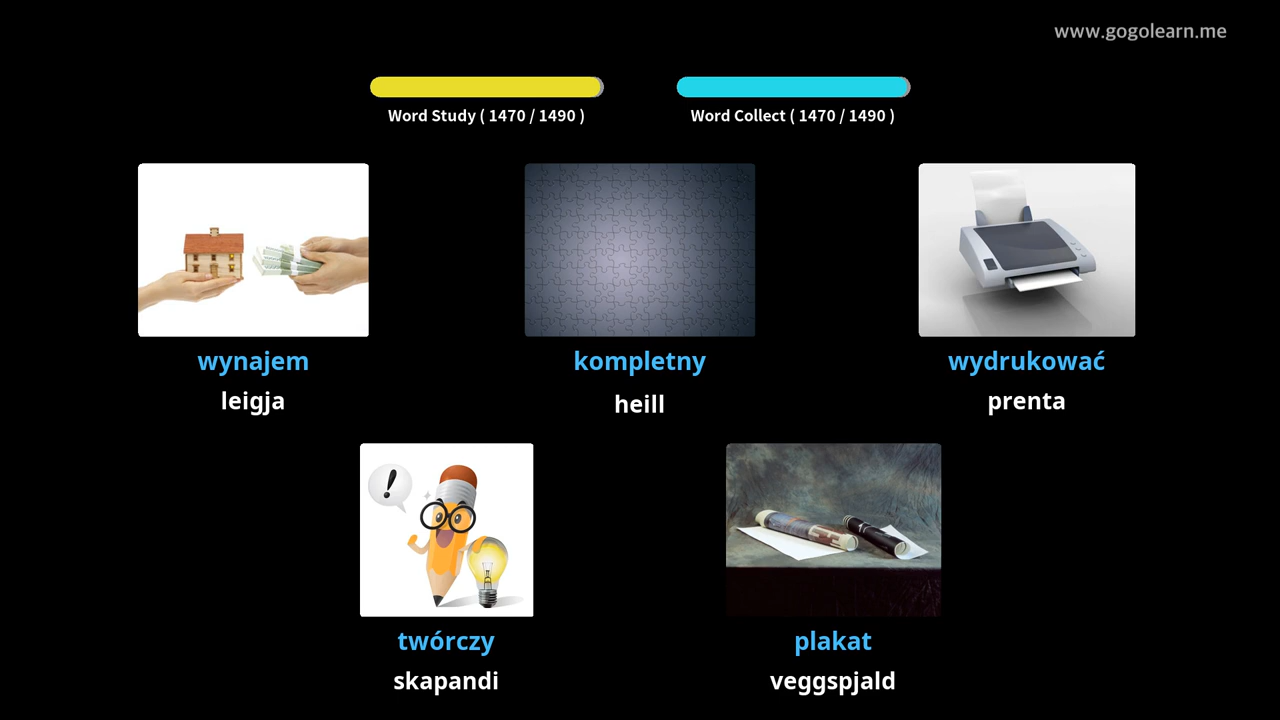 www.gogolearn.me
Word Study ( 1470 / 1490 )
Word Collect ( 1470 / 1490 )
wynajem
leigja
kompletny
heill
wydrukować
prenta
!
twórczy
skapandi
plakat
veggspjald